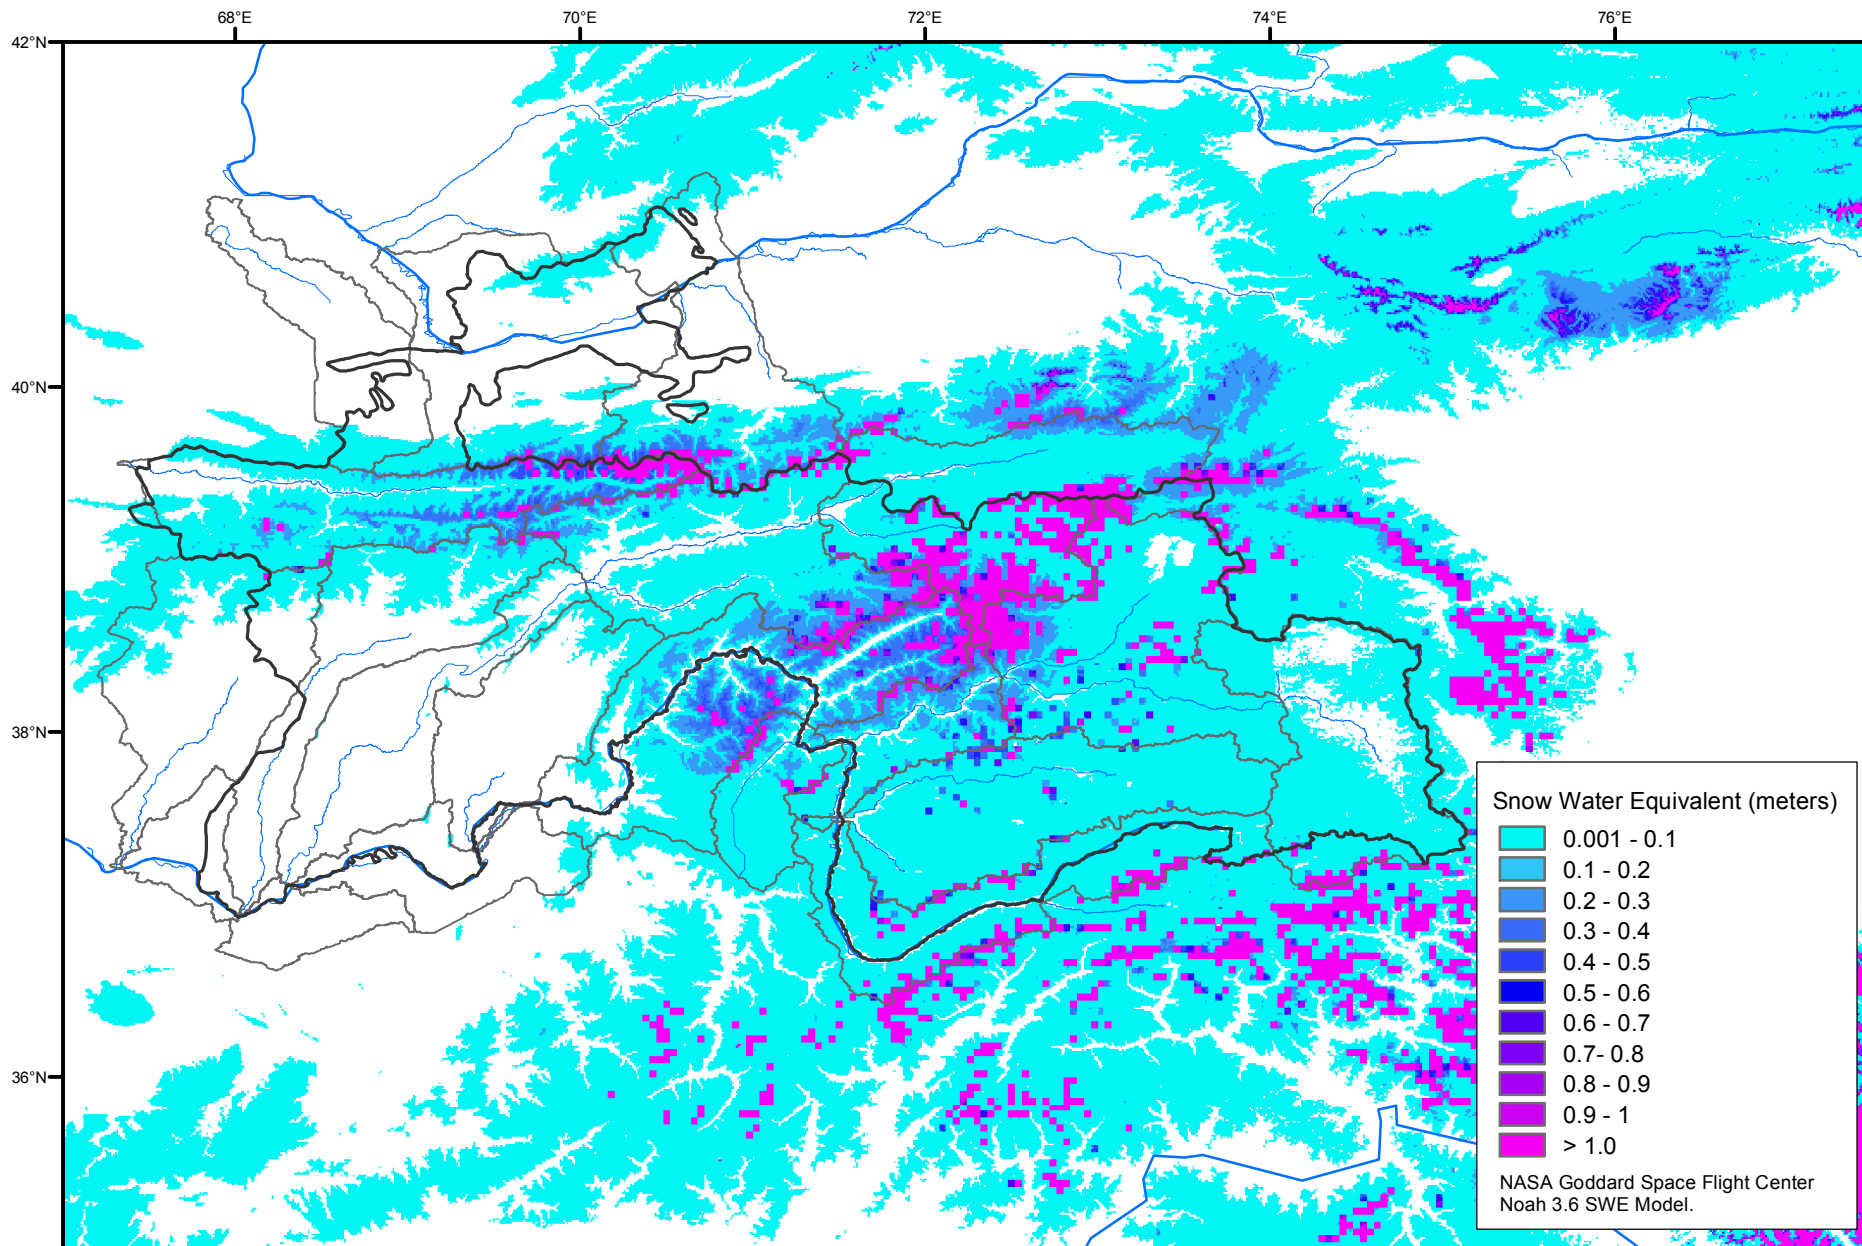 68°E
70°E
72°E
74°E
76°E
42°N
40°N
38°N
36°N
Snow Water Equivalent (meters)
0.001 - 0.1
0.1 - 0.2
0.2 - 0.3
0.3 - 0.4
0.4 - 0.5
0.5 - 0.6
0.6 - 0.7
0.7- 0.8
0.8 - 0.9
0.9 - 1
> 1.0
NASA Goddard Space Flight Center
Noah 3.6 SWE Model.